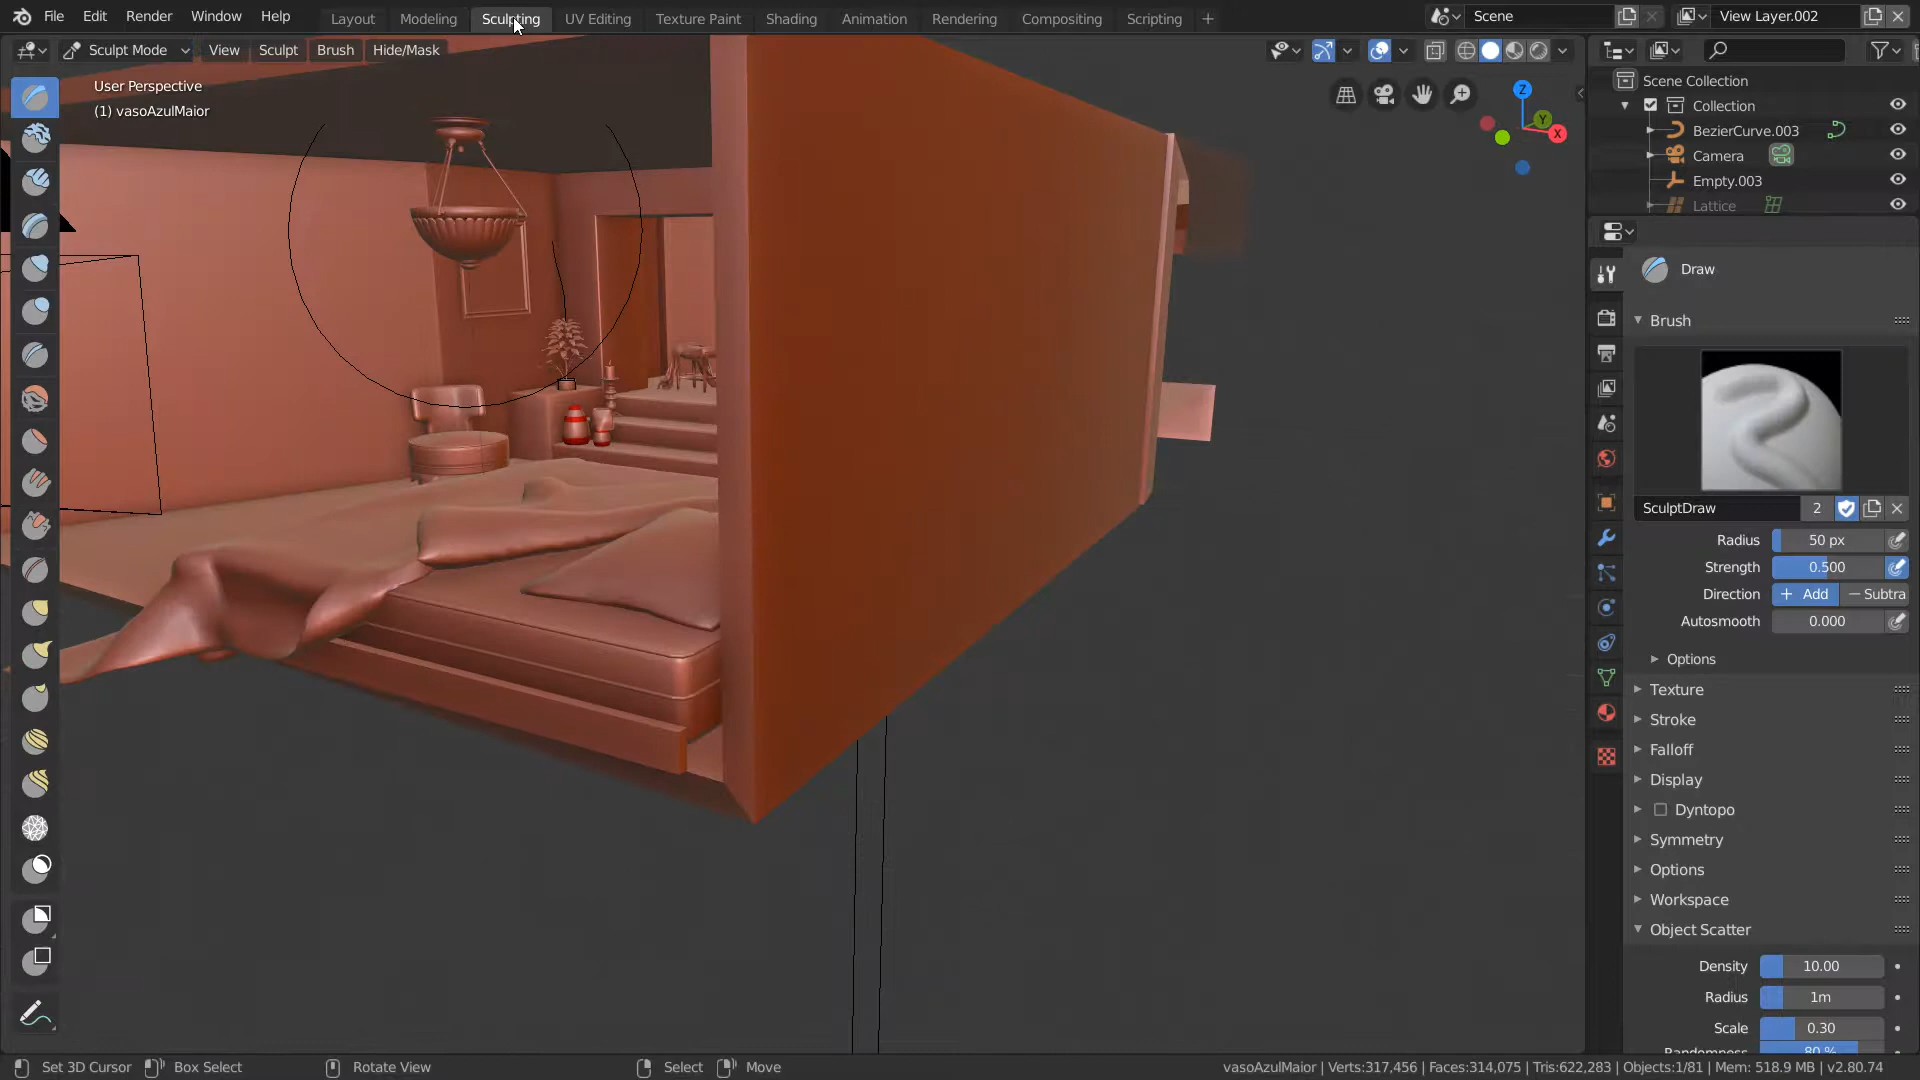 File Edit Render Window Help Layout Modeling Sculpting UV Editing Texture Paint Shading Animation Rendering Compositing Scripting + Scene View Layer.002
Sculpt Mode View Sculpt Brush Hide/Mask
User Perspective
(1) vasoAzulMaior
Z
Y
X
Scene Collection
Collection
BezierCurve.003
Camera
Empty.003
Lattice
Draw
Brush
SculptDraw 2
Radius 50 px
Strength 0.500
Direction + Add − Subtra
Autosmooth 0.000
Options
Texture
Stroke
Falloff
Display
Dyntopo
Symmetry
Options
Workspace
Object Scatter
Density 10.00
Radius 1m
Scale 0.30
Randomness 80 %
Set 3D Cursor Box Select Rotate View Select Move vasoAzulMaior | Verts:317,456 | Faces:314,075 | Tris:622,283 | Objects:1/81 | Mem: 518.9 MB | v2.80.74